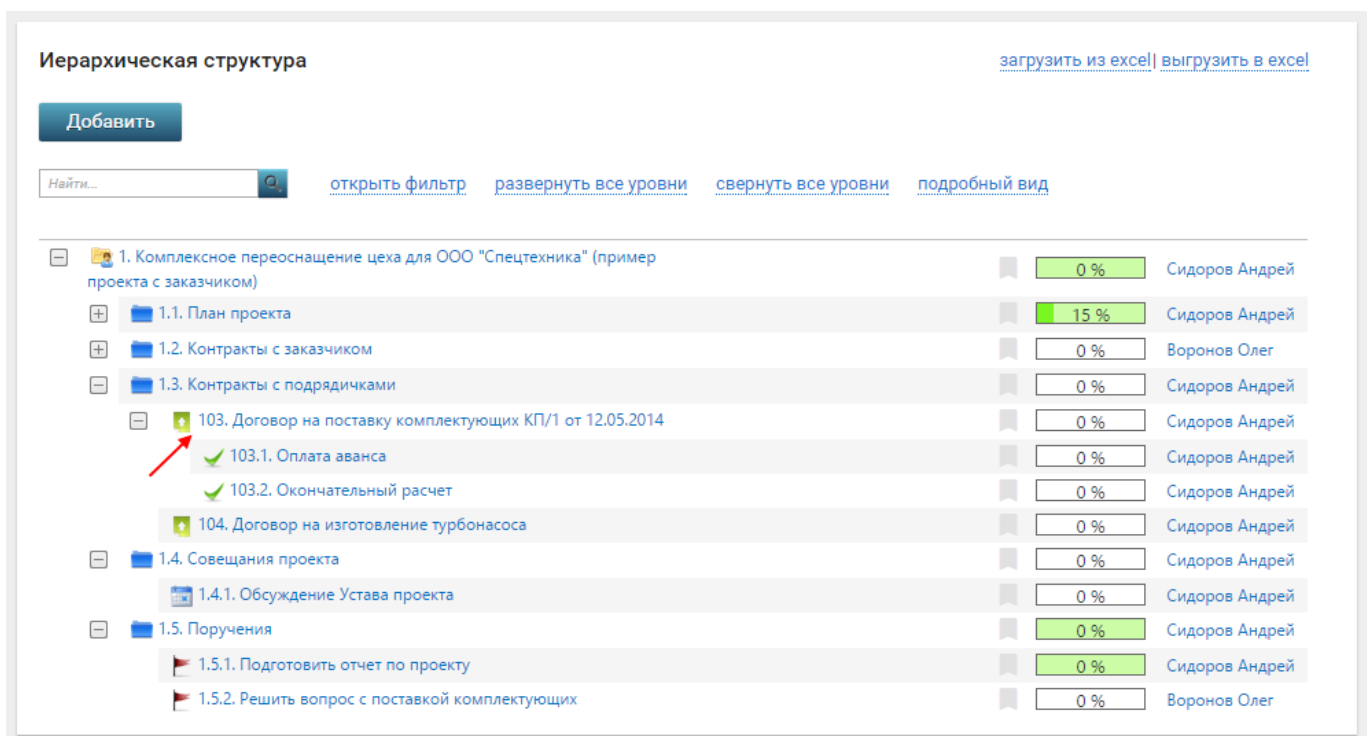 Иерархическая структура
загрузить из excel| выгрузить в excel
Добавить
Найти...
открыть фильтр развернуть все уровни свернуть все уровни подробный вид
1. Комплексное переоснащение цеха для ООО "Спецтехника" (пример
проекта с заказчиком)
0 % Сидоров Андрей
1.1. План проекта 15 % Сидоров Андрей
1.2. Контракты с заказчиком 0 % Воронов Олег
1.3. Контракты с подрядичками 0 % Сидоров Андрей
103. Договор на поставку комплектующих КП/1 от 12.05.2014 0 % Сидоров Андрей
103.1. Оплата аванса 0 % Сидоров Андрей
103.2. Окончательный расчет 0 % Сидоров Андрей
104. Договор на изготовление турбонасоса 0 % Сидоров Андрей
1.4. Совещания проекта 0 % Сидоров Андрей
1.4.1. Обсуждение Устава проекта 0 % Сидоров Андрей
1.5. Поручения 0 % Сидоров Андрей
1.5.1. Подготовить отчет по проекту 0 % Сидоров Андрей
1.5.2. Решить вопрос с поставкой комплектующих 0 % Воронов Олег